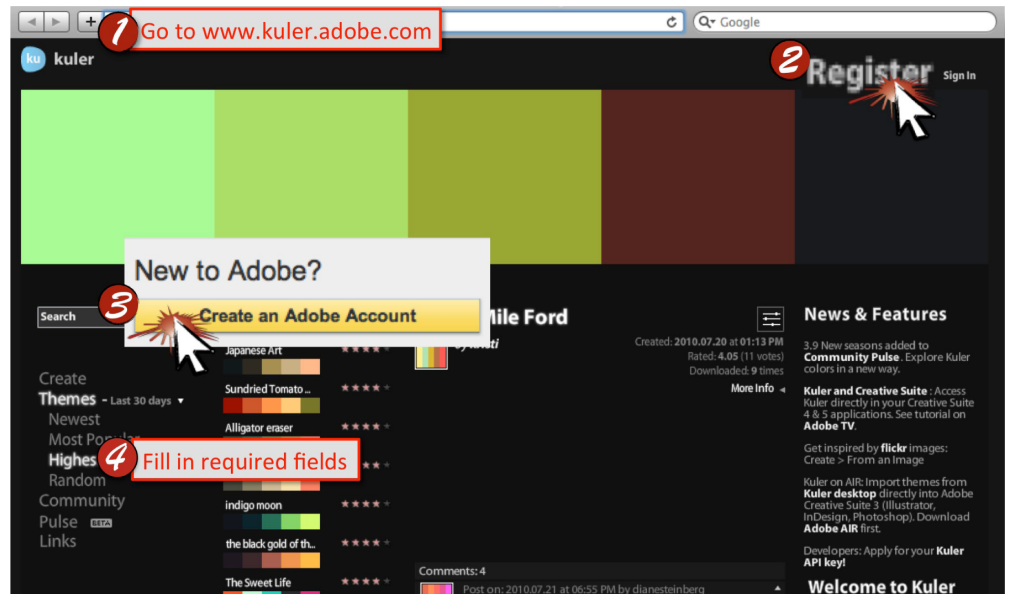 1 Go to www.kuler.adobe.com
Google
ku kuler
2 Register Sign In
New to Adobe?
3 Create an Adobe Account
Search
Create
Themes - Last 30 days
Newest
Most
Highes
Random
Community
Pulse BETA
Links
4 Fill in required fields
Japanese Art
Sundried Tomato ...
Alligator eraser
indigo moon
the black gold of th...
The Sweet Life
Mile Ford
by
Created: 2010.07.20 at 01:13 PM
Rated: 4.05 (11 votes)
Downloaded: 9 times
More Info
Comments: 4
Post on: 2010.07.21 at 06:55 PM by dianesteinberg
News & Features
3.9 New seasons added to
Community Pulse. Explore Kuler
colors in a new way.
Kuler and Creative Suite : Access
Kuler directly in your Creative Suite
4 & 5 applications. See tutorial on
Adobe TV.
Get inspired by flickr images:
Create > From an Image
Kuler on AIR: Import themes from
Kuler desktop directly into Adobe
Creative Suite 3 (Illustrator,
InDesign, Photoshop). Download
Adobe AIR first.
Developers: Apply for your Kuler
API key!
Welcome to Kuler